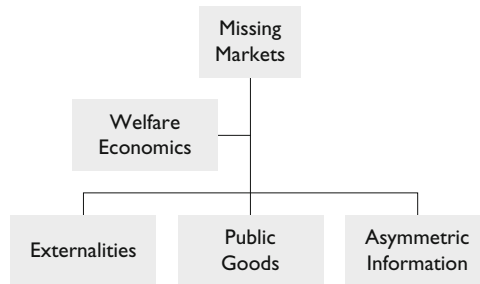 Missing
Markets
Welfare
Economics
Externalities
Public
Goods
Asymmetric
Information